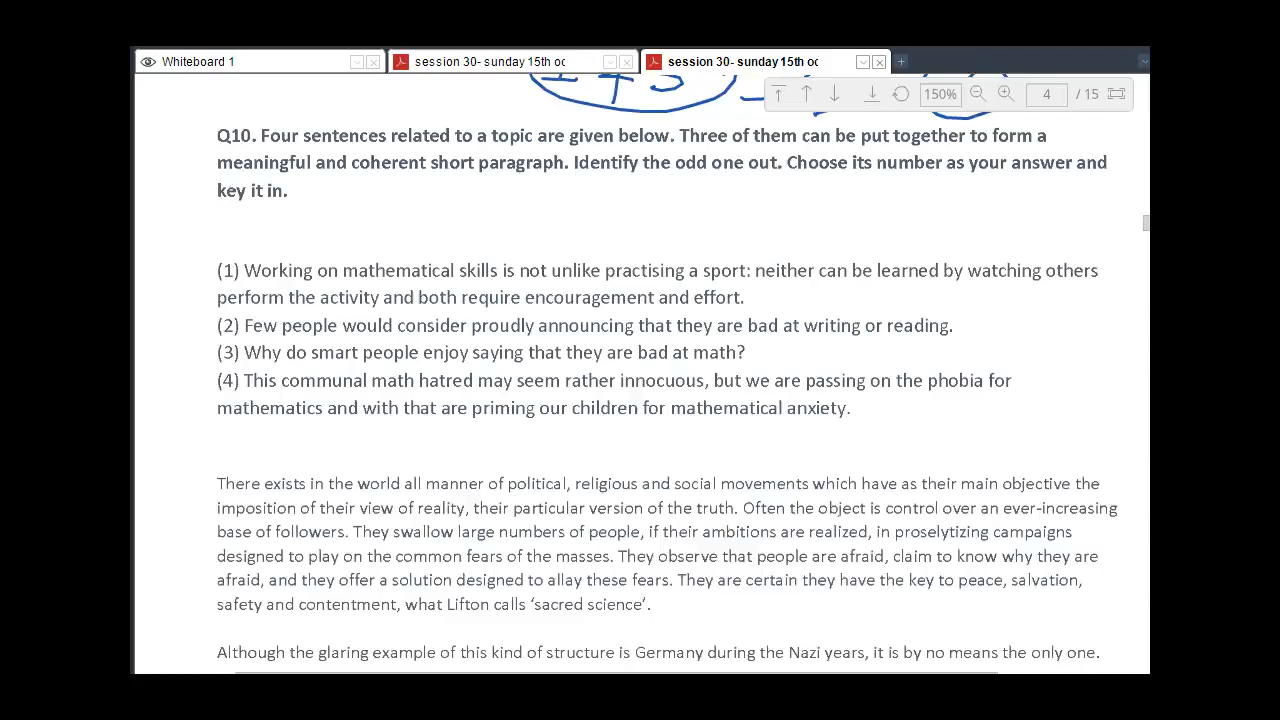 Whiteboard 1
session 30- sunday 15th oc
session 30- sunday 15th oc
150%
4
/ 15
Q10. Four sentences related to a topic are given below. Three of them can be put together to form a
meaningful and coherent short paragraph. Identify the odd one out. Choose its number as your answer and
key it in.
(1) Working on mathematical skills is not unlike practising a sport: neither can be learned by watching others
perform the activity and both require encouragement and effort.
(2) Few people would consider proudly announcing that they are bad at writing or reading.
(3) Why do smart people enjoy saying that they are bad at math?
(4) This communal math hatred may seem rather innocuous, but we are passing on the phobia for
mathematics and with that are priming our children for mathematical anxiety.
There exists in the world all manner of political, religious and social movements which have as their main objective the
imposition of their view of reality, their particular version of the truth. Often the object is control over an ever-increasing
base of followers. They swallow large numbers of people, if their ambitions are realized, in proselytizing campaigns
designed to play on the common fears of the masses. They observe that people are afraid, claim to know why they are
afraid, and they offer a solution designed to allay these fears. They are certain they have the key to peace, salvation,
safety and contentment, what Lifton calls ‘sacred science’.
Although the glaring example of this kind of structure is Germany during the Nazi years, it is by no means the only one.